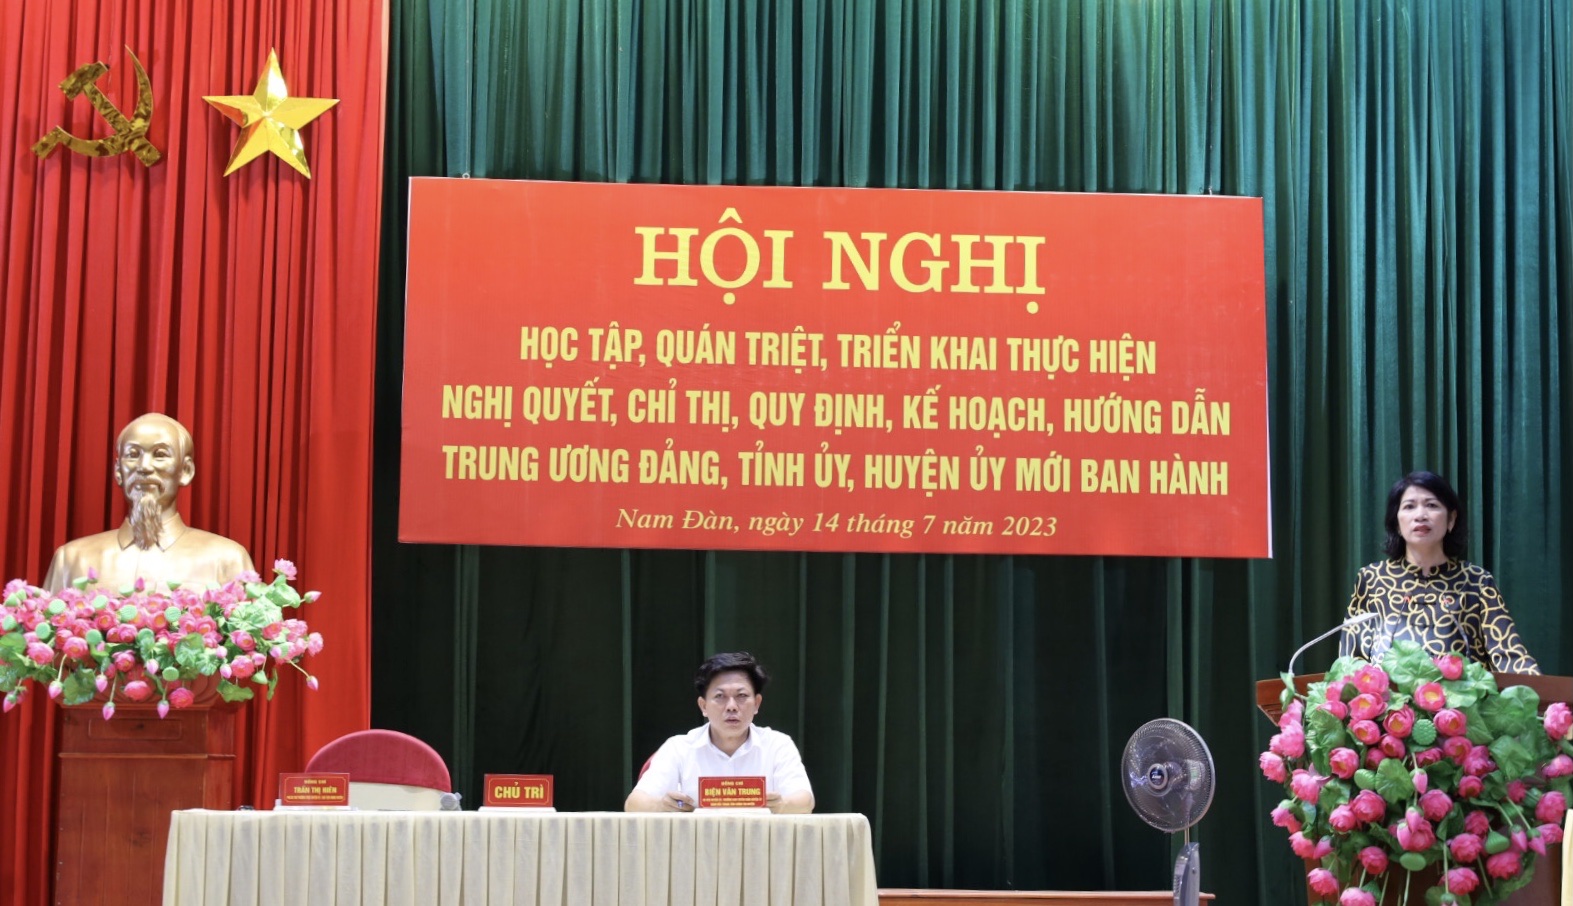 HỘI NGHỊ
HỌC TẬP, QUÁN TRIỆT, TRIỂN KHAI THỰC HIỆN
NGHỊ QUYẾT, CHỈ THỊ, QUY ĐỊNH, KẾ HOẠCH, HƯỚNG DẪN
TRUNG ƯƠNG ĐẢNG, TỈNH ỦY, HUYỆN ỦY MỚI BAN HÀNH
Nam Đàn, ngày 14 tháng 7 năm 2023
ĐỒNG CHÍ
TRẦN THỊ HIÊN
CHỦ TRÌ
ĐỒNG CHÍ
BIỆN VĂN TRUNG